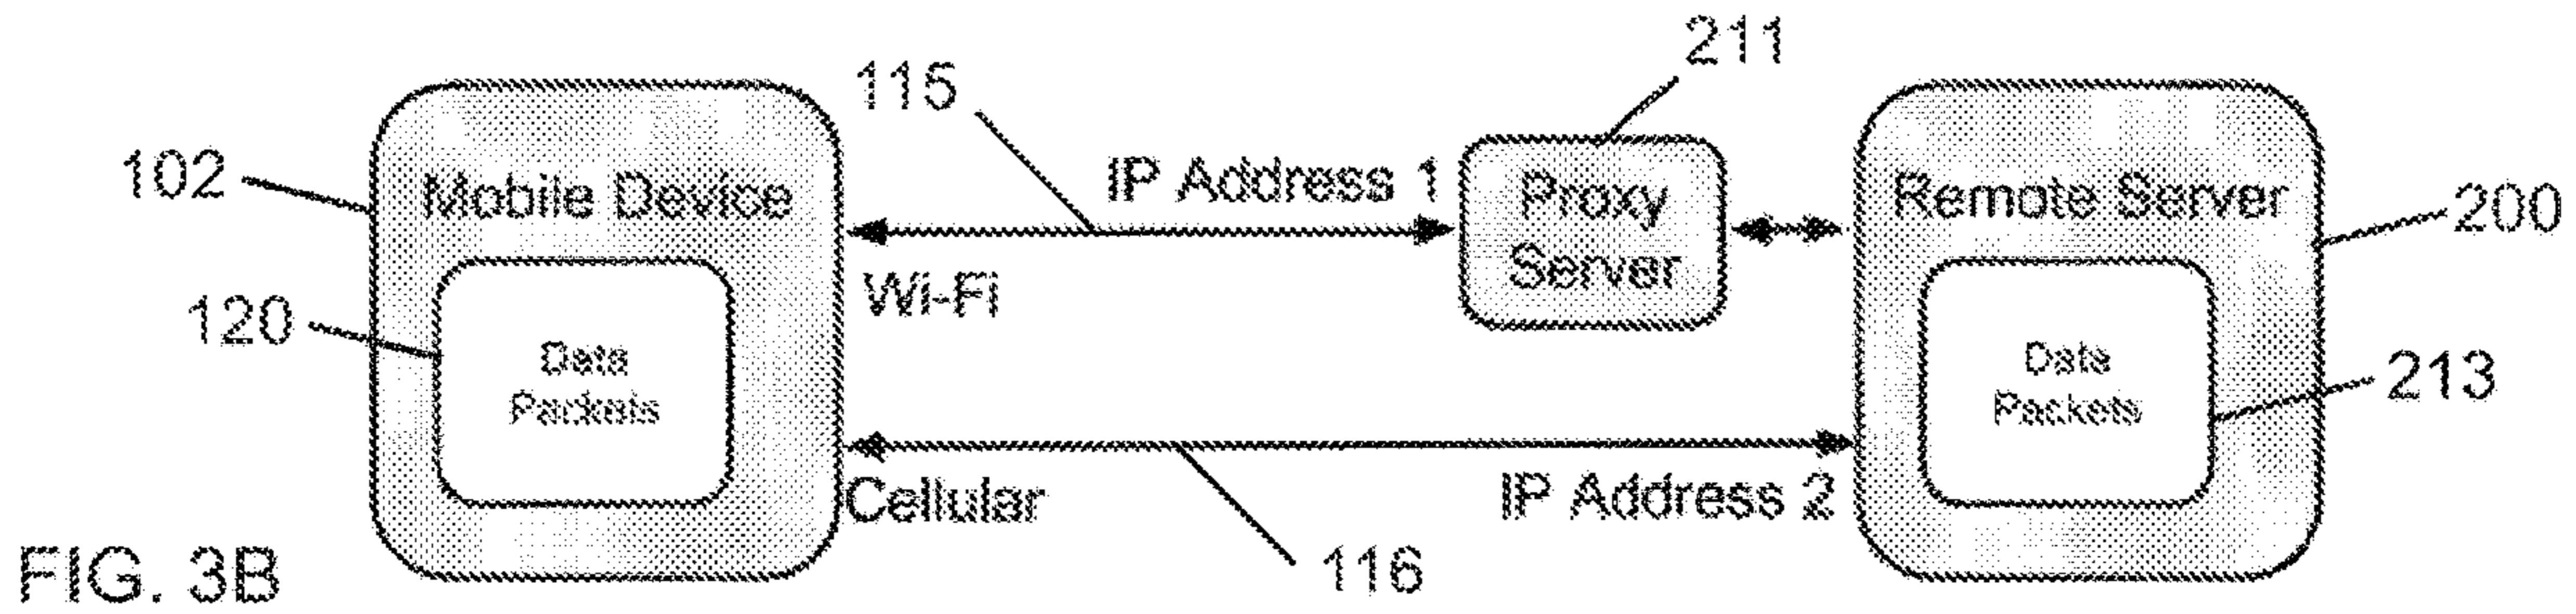 211
115
102
Mobile Device
IP Address 1
Proxy
Server
Remote Server
200
Wi-Fi
120
Data
Packets
Data
Packets
213
Cellular
IP Address 2
116
FIG. 3B